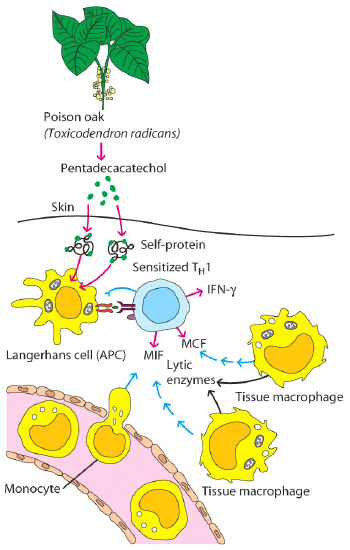 Poison oak
(Toxicodendron radicans)
Pentadecacatechol
Skin
Self-protein
Sensitized TH1
IFN-γ
Langerhans cell (APC)
MIF
MCF
Lytic
enzymes
Tissue macrophage
Monocyte
Tissue macrophage